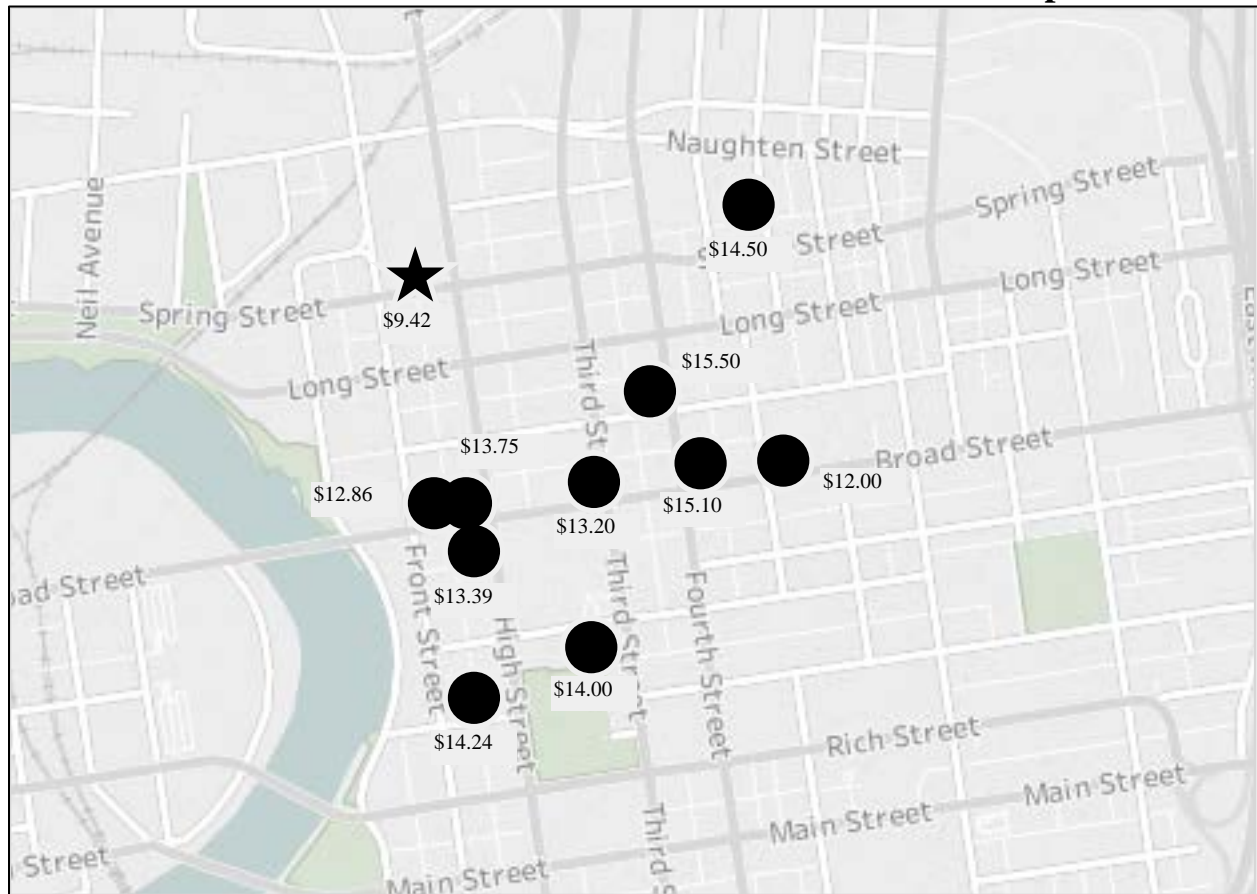 Naughten Street
Spring Street
$14.50
Street
Neil Avenue
Long Street
$9.42
Spring Street
Long Street
$15.50
Long Street
Third St
$13.75
Broad Street
$12.86
$12.00
$15.10
$13.20
Street
$13.39
Front Street
Third Street
Fourth Street
High Street
$14.00
$14.24
Rich Street
Main Street
Main Street
Third
Street
Main Street